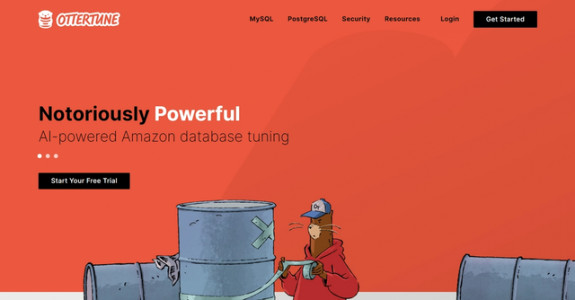 OTTERTUNE
MySQL PostgreSQL Security Resources Login Get Started
Notoriously Powerful
AI-powered Amazon database tuning
Start Your Free Trial
OT